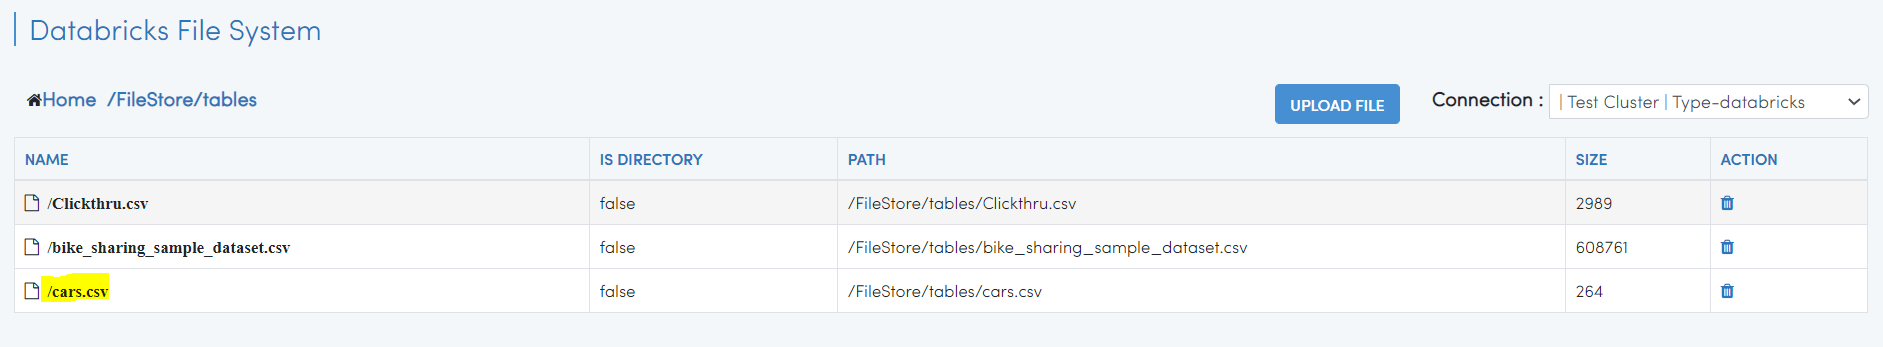 Databricks File System
Home /FileStore/tables
UPLOAD FILE
Connection : | Test Cluster | Type-databricks
NAME IS DIRECTORY PATH SIZE ACTION
/Clickthru.csv false /FileStore/tables/Clickthru.csv 2989
/bike_sharing_sample_dataset.csv false /FileStore/tables/bike_sharing_sample_dataset.csv 608761
/cars.csv false /FileStore/tables/cars.csv 264